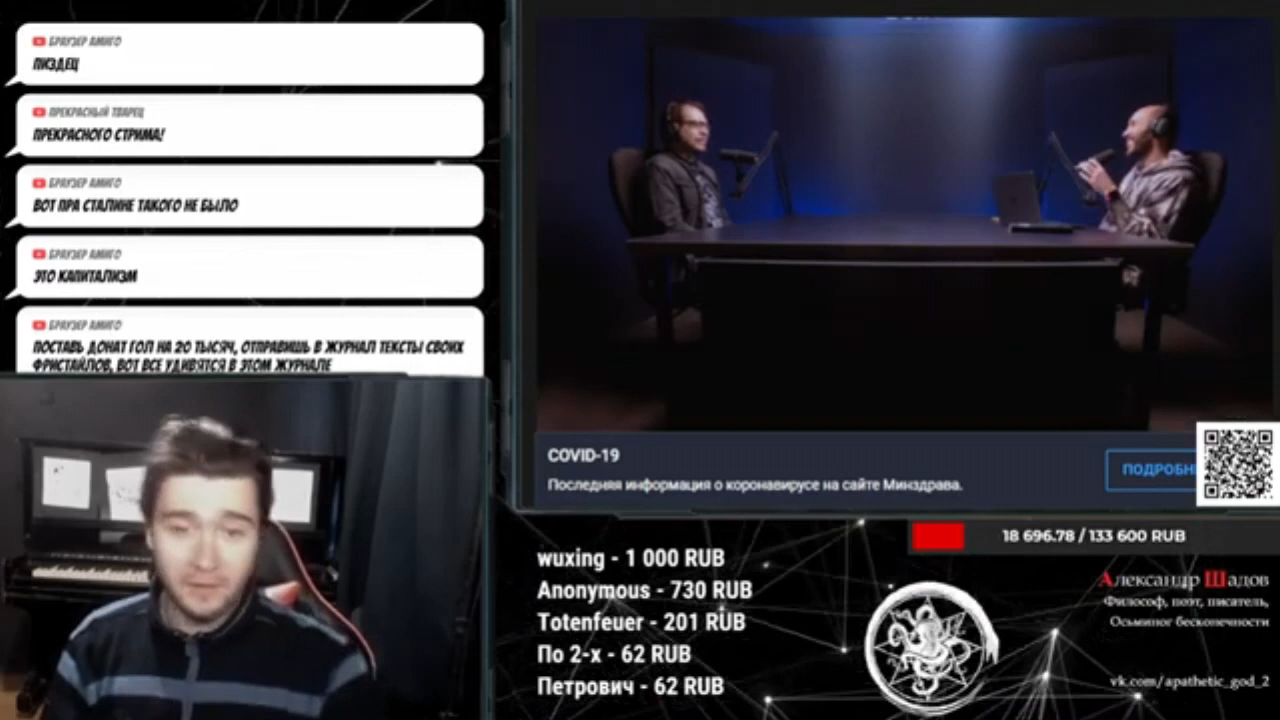 БРАУЗЕР АМИГО
ПИЗДЕЦ
ПРЕКРАСНЫЙ ТВАРЕЦ
ПРЕКРАСНОГО СТРИМА!
БРАУЗЕР АМИГО
ВОТ ПРА СТАЛИНЕ ТАКОГО НЕ БЫЛО
БРАУЗЕР АМИГО
ЭТО КАПИТАЛИЗМ
БРАУЗЕР АМИГО
ПОСТАВЬ ДОНАТ ГОЛ НА 20 ТЫСЯЧ, ОТПРАВИШЬ В ЖУРНАЛ ТЕКСТЫ СВОИХ
ФРИСТАЙЛОВ, ВОТ ВСЕ УДИВЯТСЯ В ЭТОМ ЖУРНАЛЕ
COVID-19
Последняя информация о коронавирусе на сайте Минздрава.
ПОДРОБН
18 696.78 / 133 600 RUB
wuxing - 1 000 RUB
Anonymous - 730 RUB
Totenfeuer - 201 RUB
По 2-х - 62 RUB
Петрович - 62 RUB
Александр Шадов
Философ, поэт, писатель,
Осьминог бесконечности
vk.com/apathetic_god_2